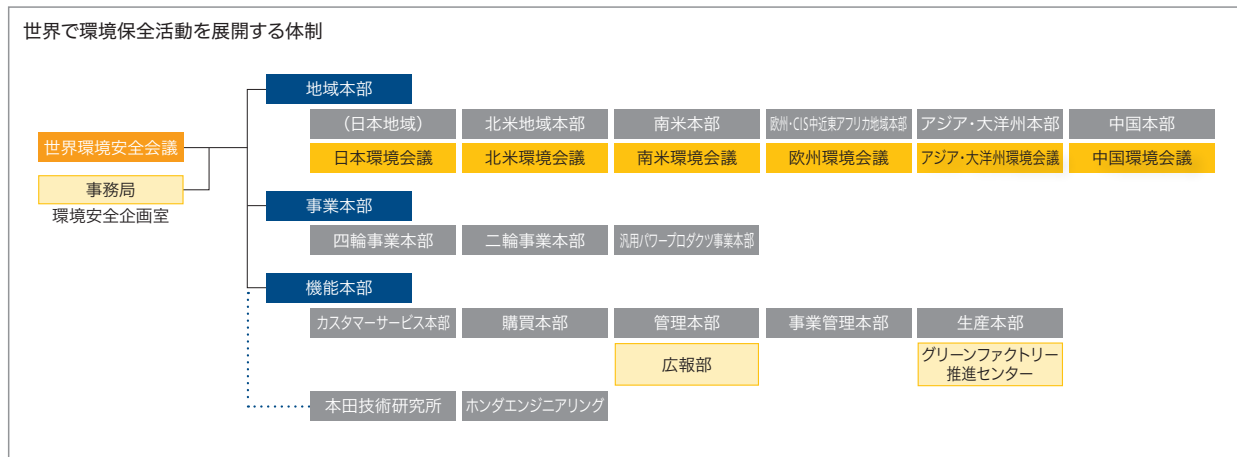 世界で環境保全活動を展開する体制
地域本部
（日本地域） 北米地域本部 南米本部 欧州・CIS中近東アフリカ地域本部 アジア・大洋州本部 中国本部
世界環境安全会議
日本環境会議 北米環境会議 南米環境会議 欧州環境会議 アジア・大洋州環境会議 中国環境会議
事務局
環境安全企画室
事業本部
四輪事業本部 二輪事業本部 汎用パワープロダクツ事業本部
機能本部
カスタマーサービス本部 購買本部 管理本部 事業管理本部 生産本部
広報部
グリーンファクトリー
推進センター
本田技術研究所 ホンダエンジニアリング